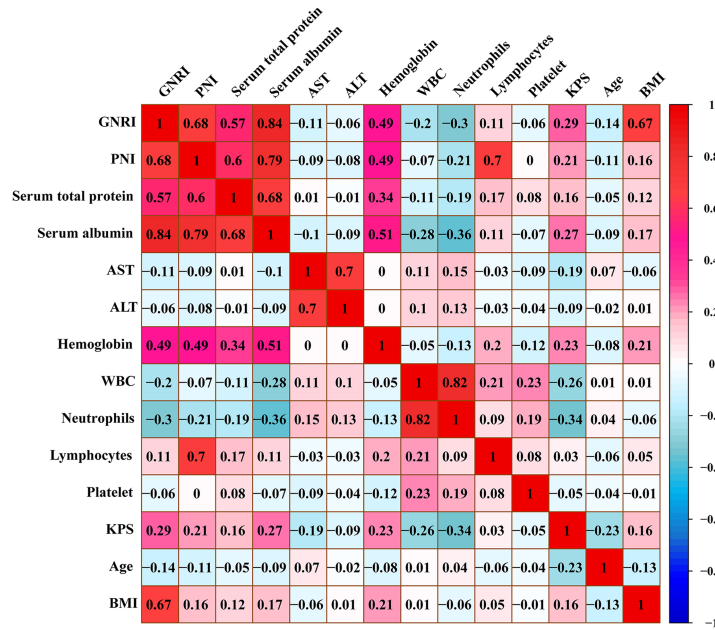 GNRI PNI Serum total protein Serum albumin AST ALT Hemoglobin WBC Neutrophils Lymphocytes Platelet KPS Age BMI
GNRI 1 0.68 0.57 0.84 −0.11 −0.06 0.49 −0.2 −0.3 0.11 −0.06 0.29 −0.14 0.67
PNI 0.68 1 0.6 0.79 −0.09 −0.08 0.49 −0.07 −0.21 0.7 0 0.21 −0.11 0.16
Serum total protein 0.57 0.6 1 0.68 0.01 −0.01 0.34 −0.11 −0.19 0.17 0.08 0.16 −0.05 0.12
Serum albumin 0.84 0.79 0.68 1 −0.1 −0.09 0.51 −0.28 −0.36 0.11 −0.07 0.27 −0.09 0.17
AST −0.11 −0.09 0.01 −0.1 1 0.7 0 0.11 0.15 −0.03 −0.09 −0.19 0.07 −0.06
ALT −0.06 −0.08 −0.01 −0.09 0.7 1 0 0.1 0.13 −0.03 −0.04 −0.09 −0.02 0.01
Hemoglobin 0.49 0.49 0.34 0.51 0 0 1 −0.05 −0.13 0.2 −0.12 0.23 −0.08 0.21
WBC −0.2 −0.07 −0.11 −0.28 0.11 0.1 −0.05 1 0.82 0.21 0.23 −0.26 0.01 0.01
Neutrophils −0.3 −0.21 −0.19 −0.36 0.15 0.13 −0.13 0.82 1 0.09 0.19 −0.34 0.04 −0.06
Lymphocytes 0.11 0.7 0.17 0.11 −0.03 −0.03 0.2 0.21 0.09 1 0.08 0.03 −0.06 0.05
Platelet −0.06 0 0.08 −0.07 −0.09 −0.04 −0.12 0.23 0.19 0.08 1 −0.05 −0.04 −0.01
KPS 0.29 0.21 0.16 0.27 −0.19 −0.09 0.23 −0.26 −0.34 0.03 −0.05 1 −0.23 0.16
Age −0.14 −0.11 −0.05 −0.09 0.07 −0.02 −0.08 0.01 0.04 −0.06 −0.04 −0.23 1 −0.13
BMI 0.67 0.16 0.12 0.17 −0.06 0.01 0.21 0.01 −0.06 0.05 −0.01 0.16 −0.13 1
1
0.8
0.6
0.4
0.2
0